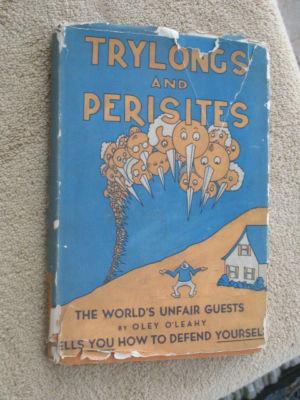 TRYLONGS
AND
PERISITES
THE WORLD'S UNFAIR GUESTS
BY OLEY O'LEAHY
ELLS YOU HOW TO DEFEND YOURSEL